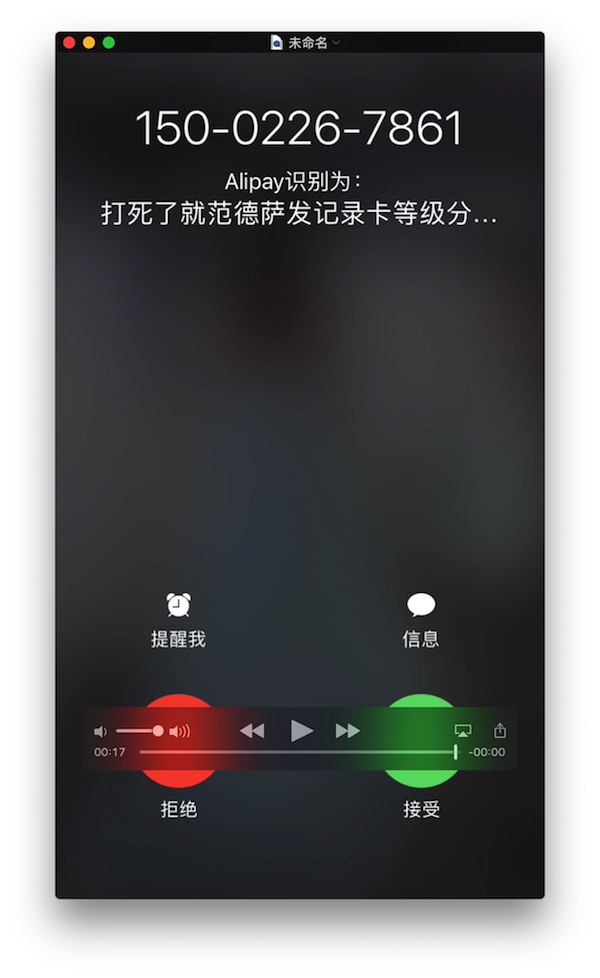 未命名
150-0226-7861
Alipay识别为：
打死了就范德萨发记录卡等级分...
提醒我
信息
00:17
-00:00
拒绝
接受